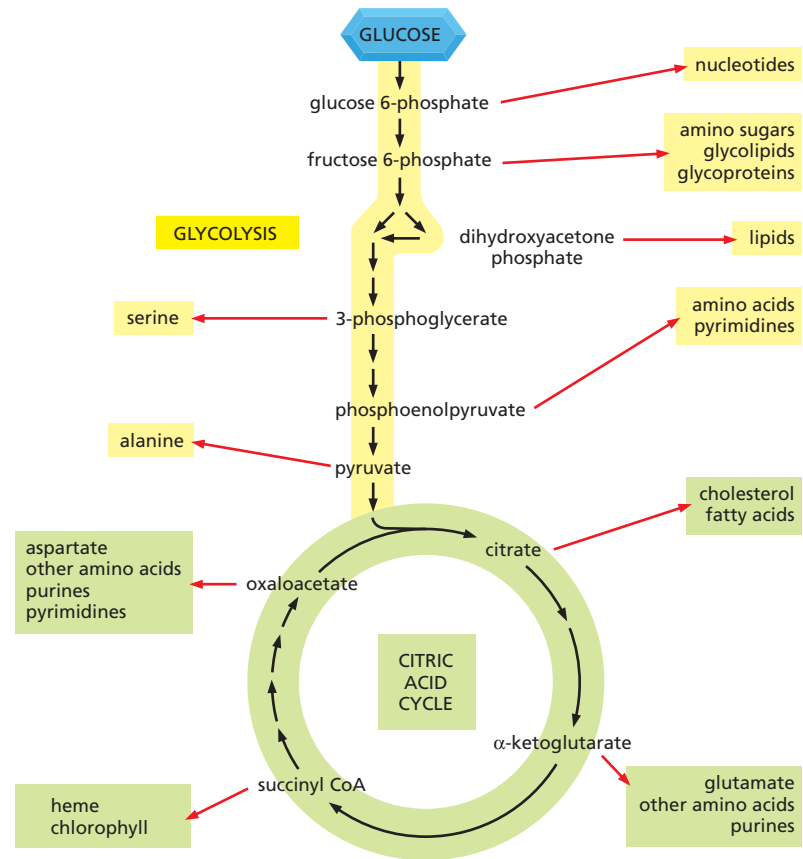 GLUCOSE
nucleotides
glucose 6-phosphate
amino sugars
glycolipids
glycoproteins
fructose 6-phosphate
GLYCOLYSIS
dihydroxyacetone
phosphate
lipids
serine
3-phosphoglycerate
amino acids
pyrimidines
phosphoenolpyruvate
alanine
pyruvate
cholesterol
fatty acids
citrate
aspartate
other amino acids
purines
pyrimidines
oxaloacetate
CITRIC
ACID
CYCLE
α-ketoglutarate
succinyl CoA
heme
chlorophyll
glutamate
other amino acids
purines